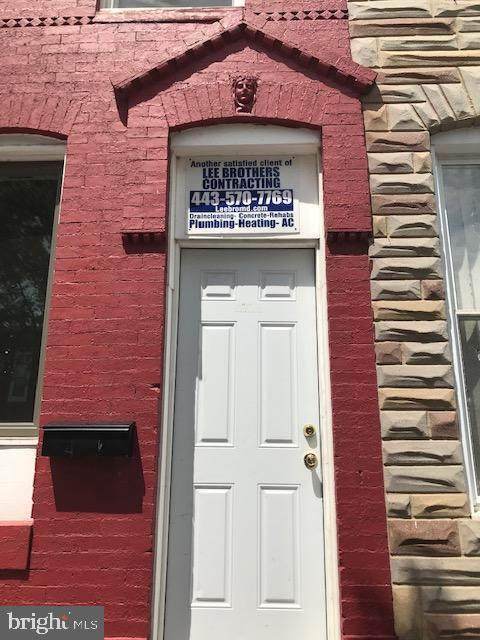 Another satisfied client of
LEE BROTHERS
CONTRACTING
443-570-7769
Leebromd.com
Draincleaning- Concrete-Rehabs
Plumbing-Heating- AC
bright MLS